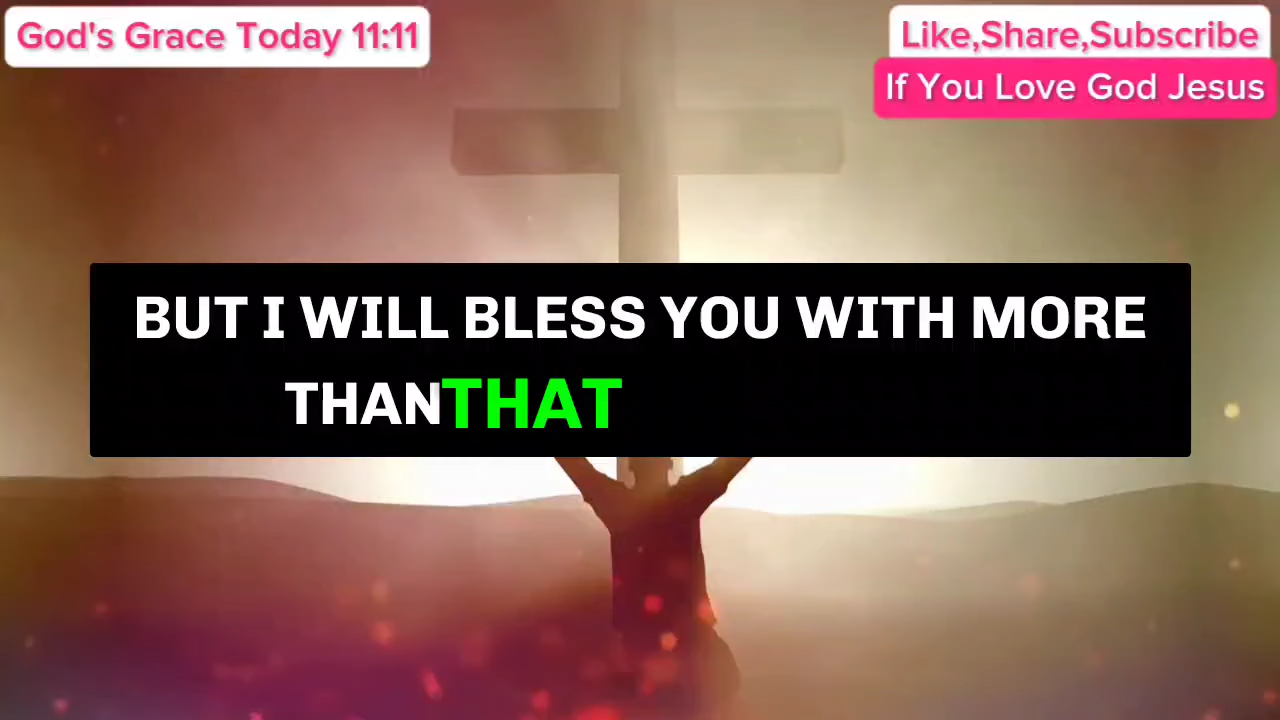 God's Grace Today 11:11
Like,Share,Subscribe
If You Love God Jesus
BUT I WILL BLESS YOU WITH MORE
THANTHAT